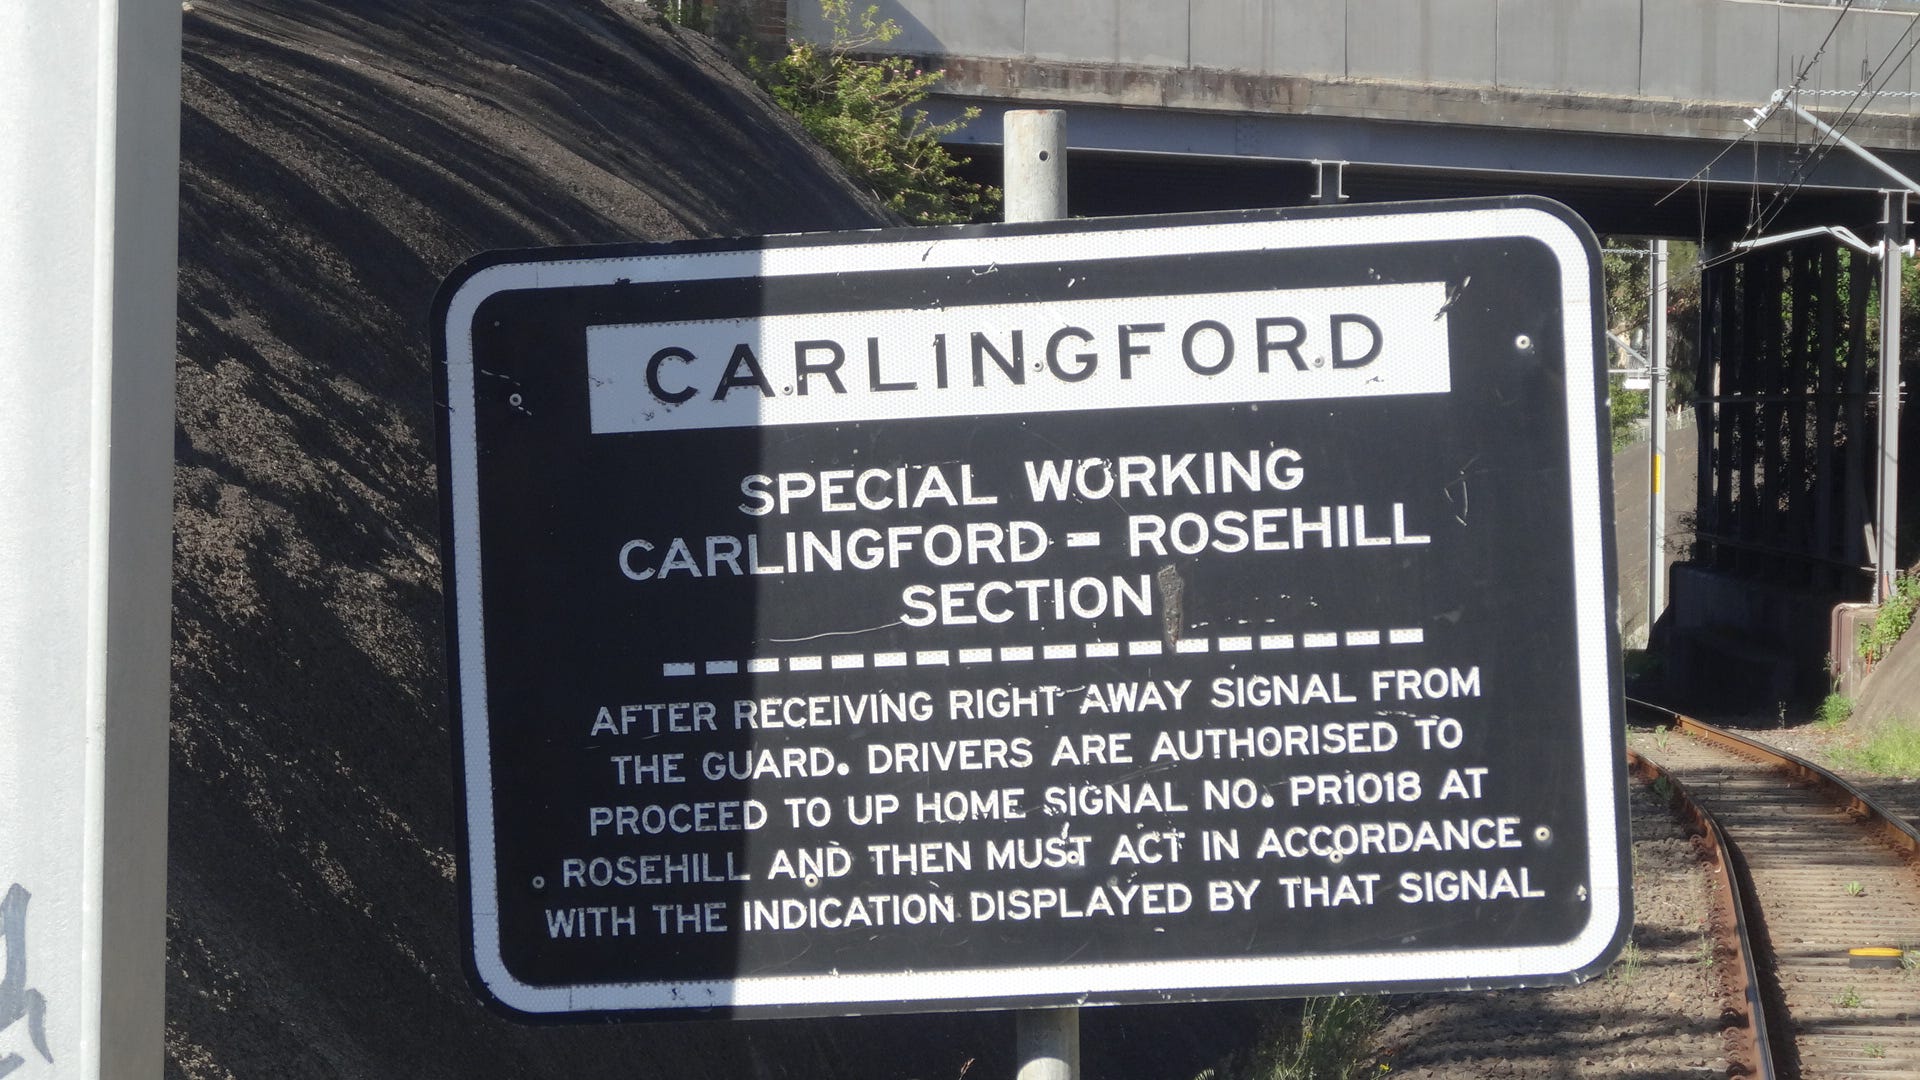 CARLINGFORD
SPECIAL WORKING
CARLINGFORD - ROSEHILL
SECTION
AFTER RECEIVING RIGHT AWAY SIGNAL FROM
THE GUARD. DRIVERS ARE AUTHORISED TO
PROCEED TO UP HOME SIGNAL NO. PR1018 AT
ROSEHILL AND THEN MUST ACT IN ACCORDANCE
WITH THE INDICATION DISPLAYED BY THAT SIGNAL